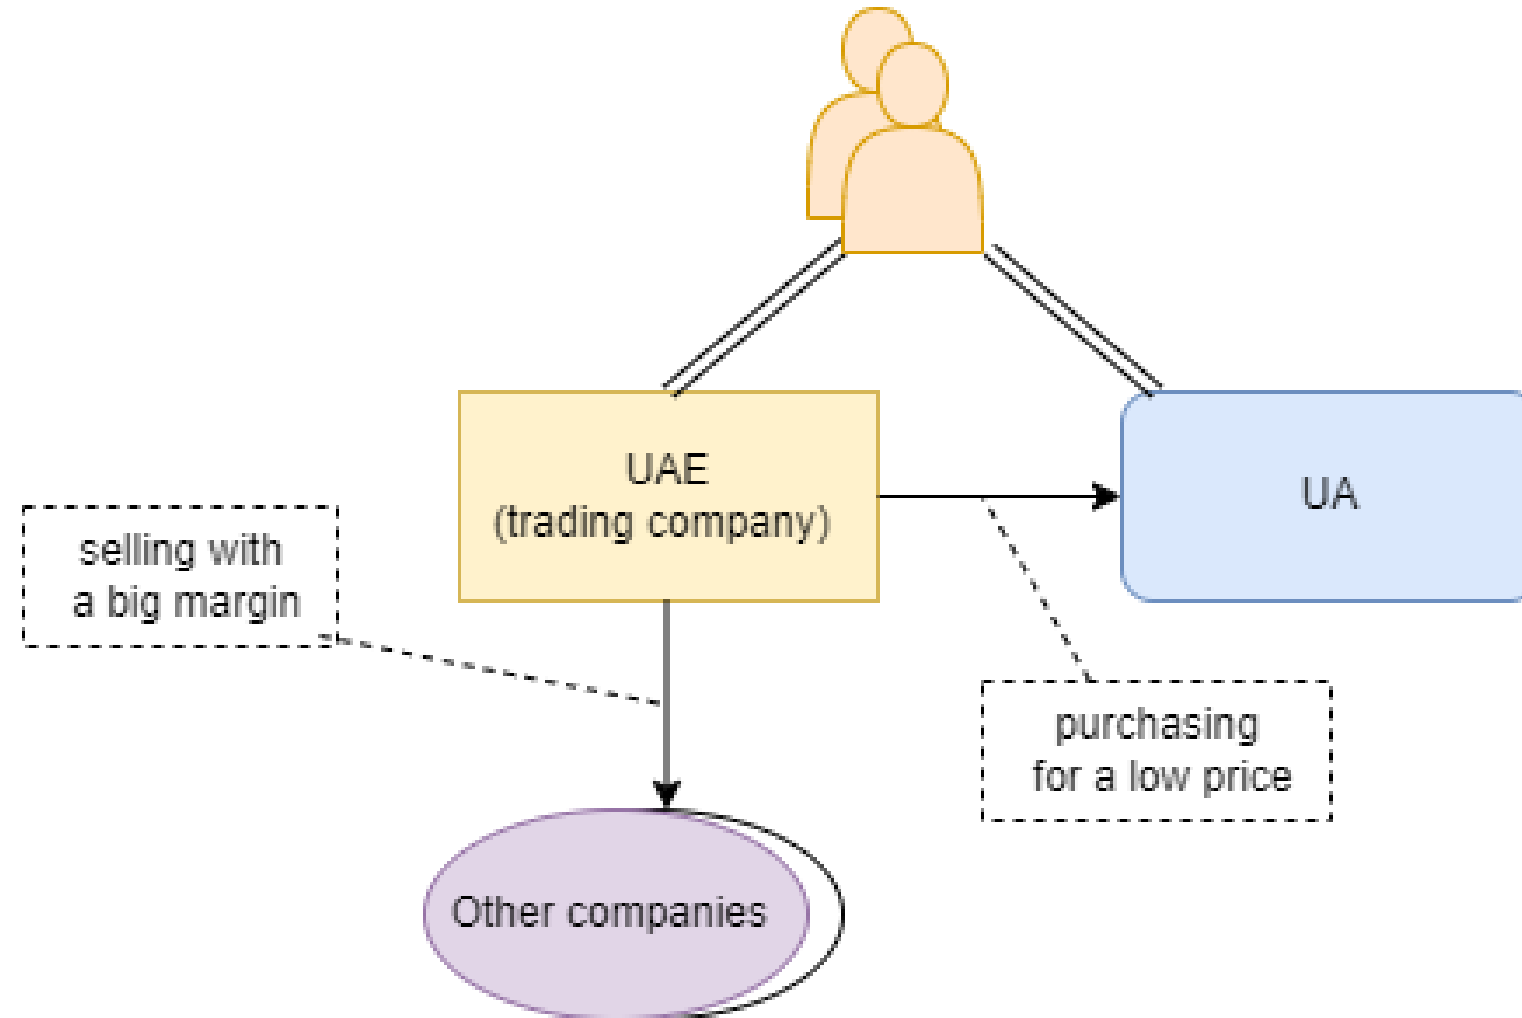 UAE
(trading company)
UA
selling with
a big margin
purchasing
for a low price
Other companies